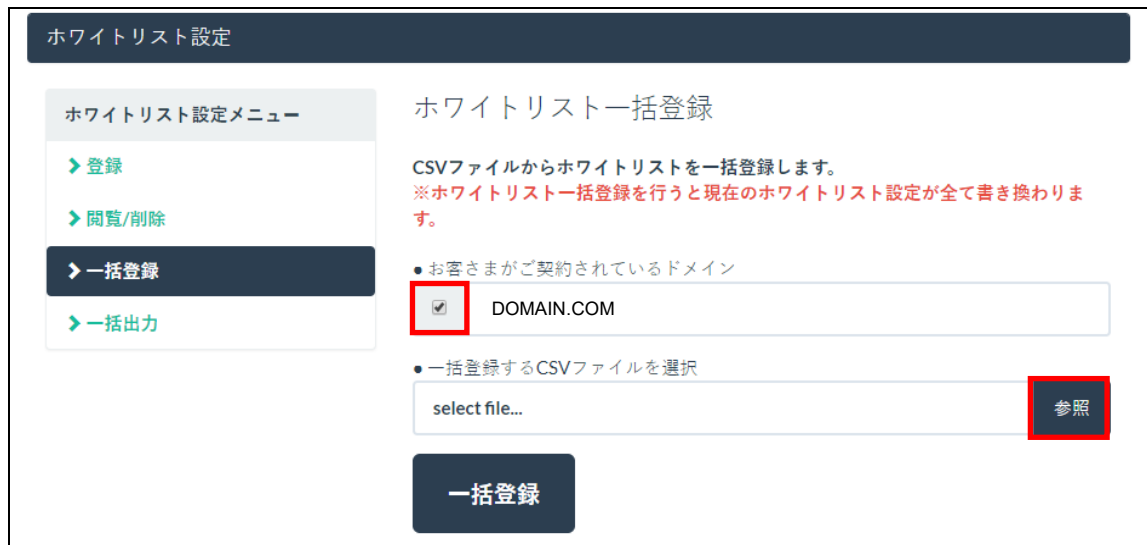 ホワイトリスト設定
ホワイトリスト設定メニュー
登録
閲覧/削除
一括登録
一括出力
ホワイトリスト一括登録
CSVファイルからホワイトリストを一括登録します。
※ホワイトリスト一括登録を行うと現在のホワイトリスト設定が全て書き換わりま
す。
● お客さまがご契約されているドメイン
DOMAIN.COM
● 一括登録するCSVファイルを選択
select file...
参照
一括登録